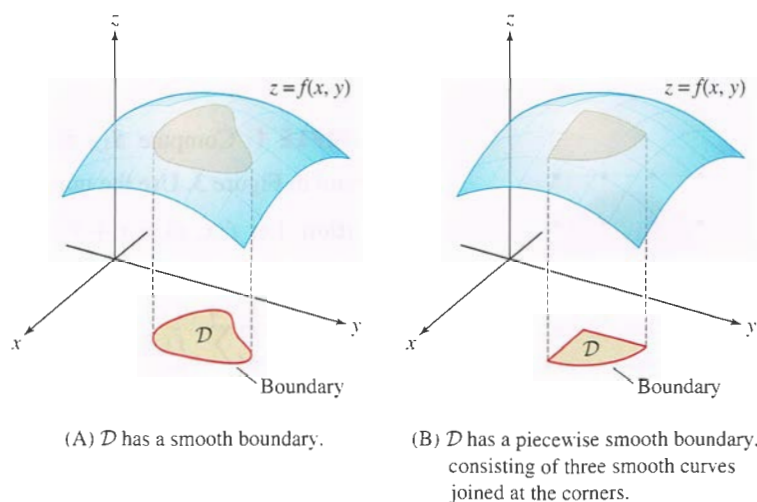 z
z = f(x, y)
x
y
D
Boundary
(A) D has a smooth boundary.
z
z = f(x, y)
x
y
D
Boundary
(B) D has a piecewise smooth boundary,
consisting of three smooth curves
joined at the corners.